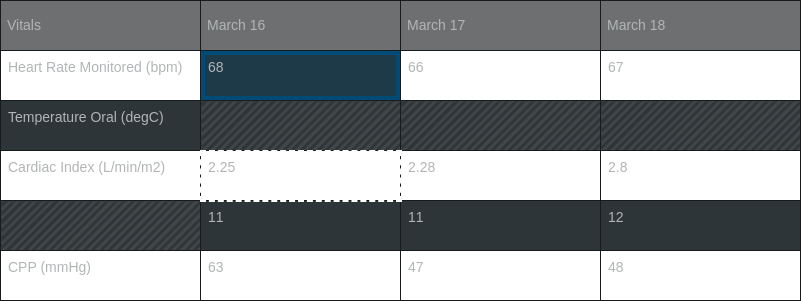 Vitals March 16 March 17 March 18
Heart Rate Monitored (bpm) 68 66 67
Temperature Oral (degC)
Cardiac Index (L/min/m2) 2.25 2.28 2.8
11 11 12
CPP (mmHg) 63 47 48